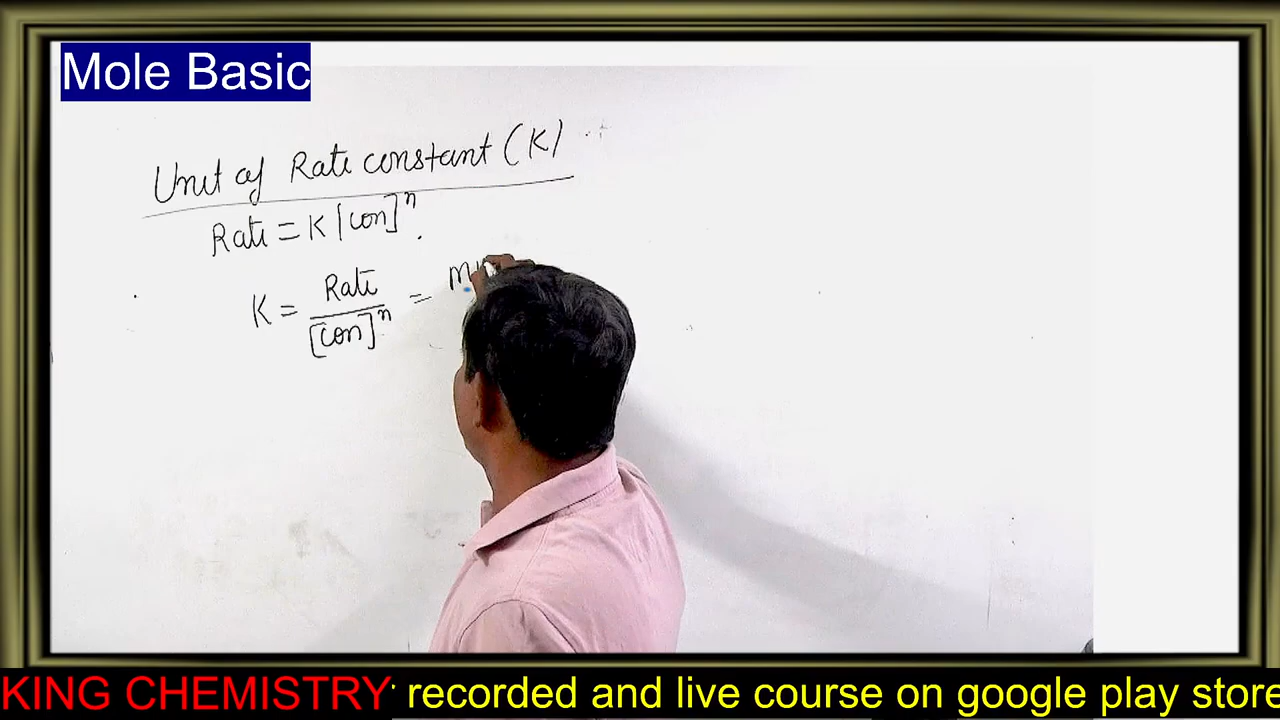 Mole Basic
Unit of Rate constant (K)
Rate = K [con]ⁿ
K = Rate / [con]ⁿ =
KING CHEMISTRY recorded and live course on google play store